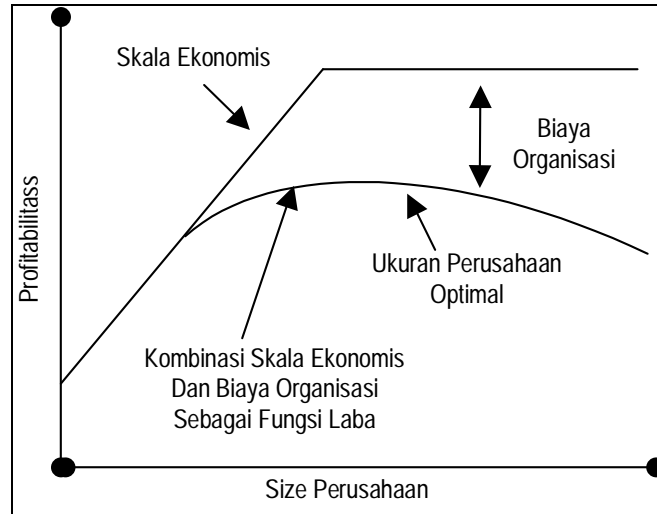 Skala Ekonomis
Biaya
Organisasi
Profitabilitass
Ukuran Perusahaan
Optimal
Kombinasi Skala Ekonomis
Dan Biaya Organisasi
Sebagai Fungsi Laba
Size Perusahaan